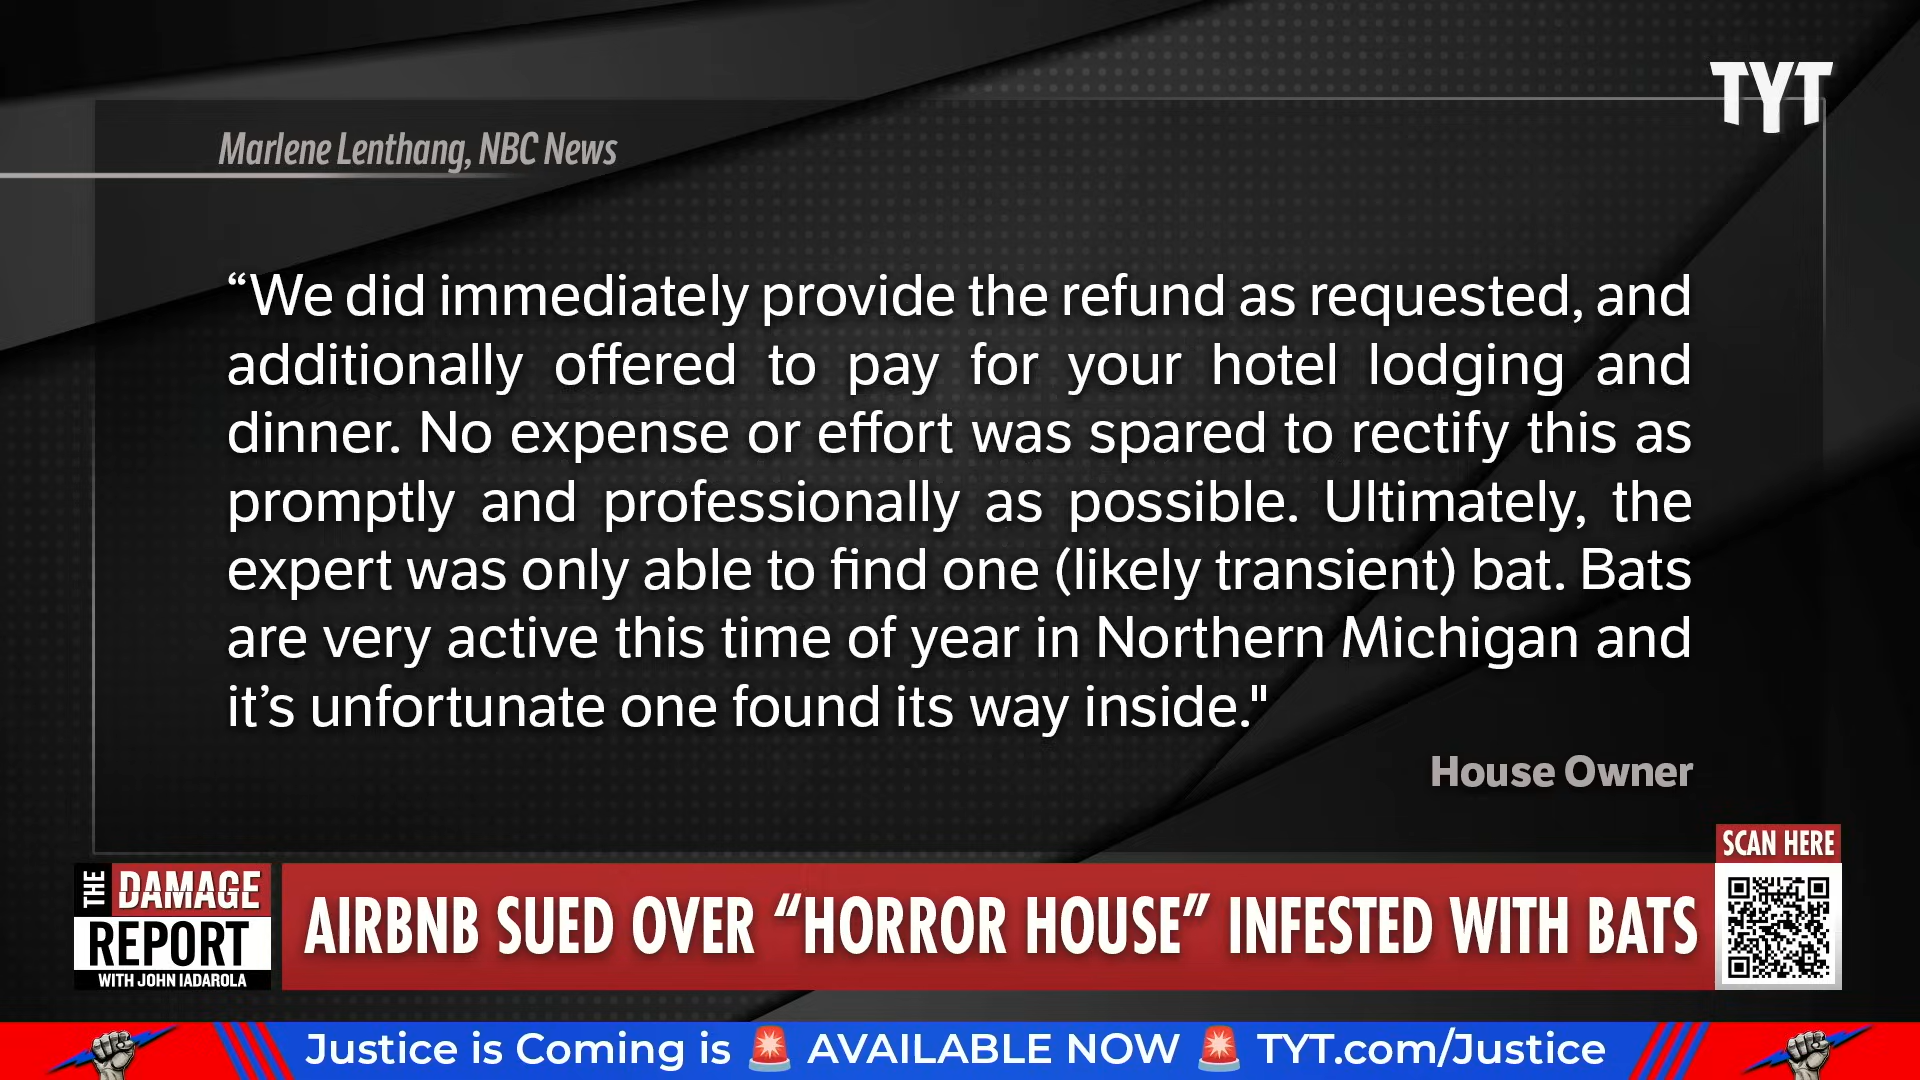 TYT
Marlene Lenthang, NBC News
“We did immediately provide the refund as requested, and
additionally offered to pay for your hotel lodging and
dinner. No expense or effort was spared to rectify this as
promptly and professionally as possible. Ultimately, the
expert was only able to find one (likely transient) bat. Bats
are very active this time of year in Northern Michigan and
it’s unfortunate one found its way inside."
House Owner
SCAN HERE
THE DAMAGE
REPORT
WITH JOHN IADAROLA
AIRBNB SUED OVER “HORROR HOUSE” INFESTED WITH BATS
Justice is Coming is 🚨 AVAILABLE NOW 🚨 TYT.com/Justice